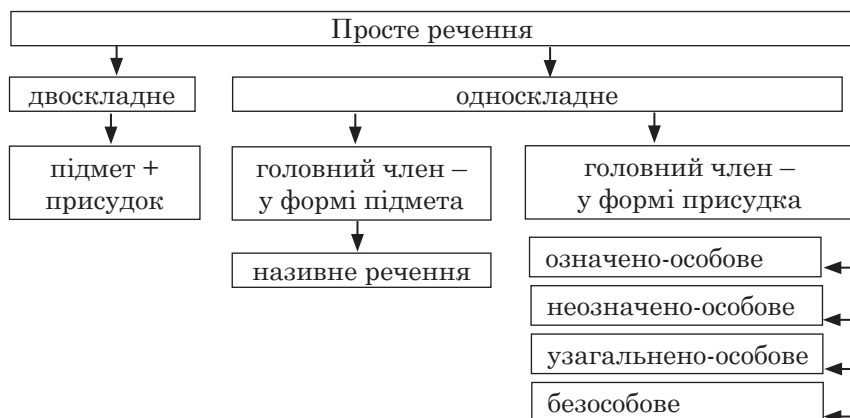 Просте речення
двоскладне
односкладне
підмет +
присудок
головний член –
у формі підмета
головний член –
у формі присудка
називне речення
означено-особове
неозначено-особове
узагальнено-особове
безособове